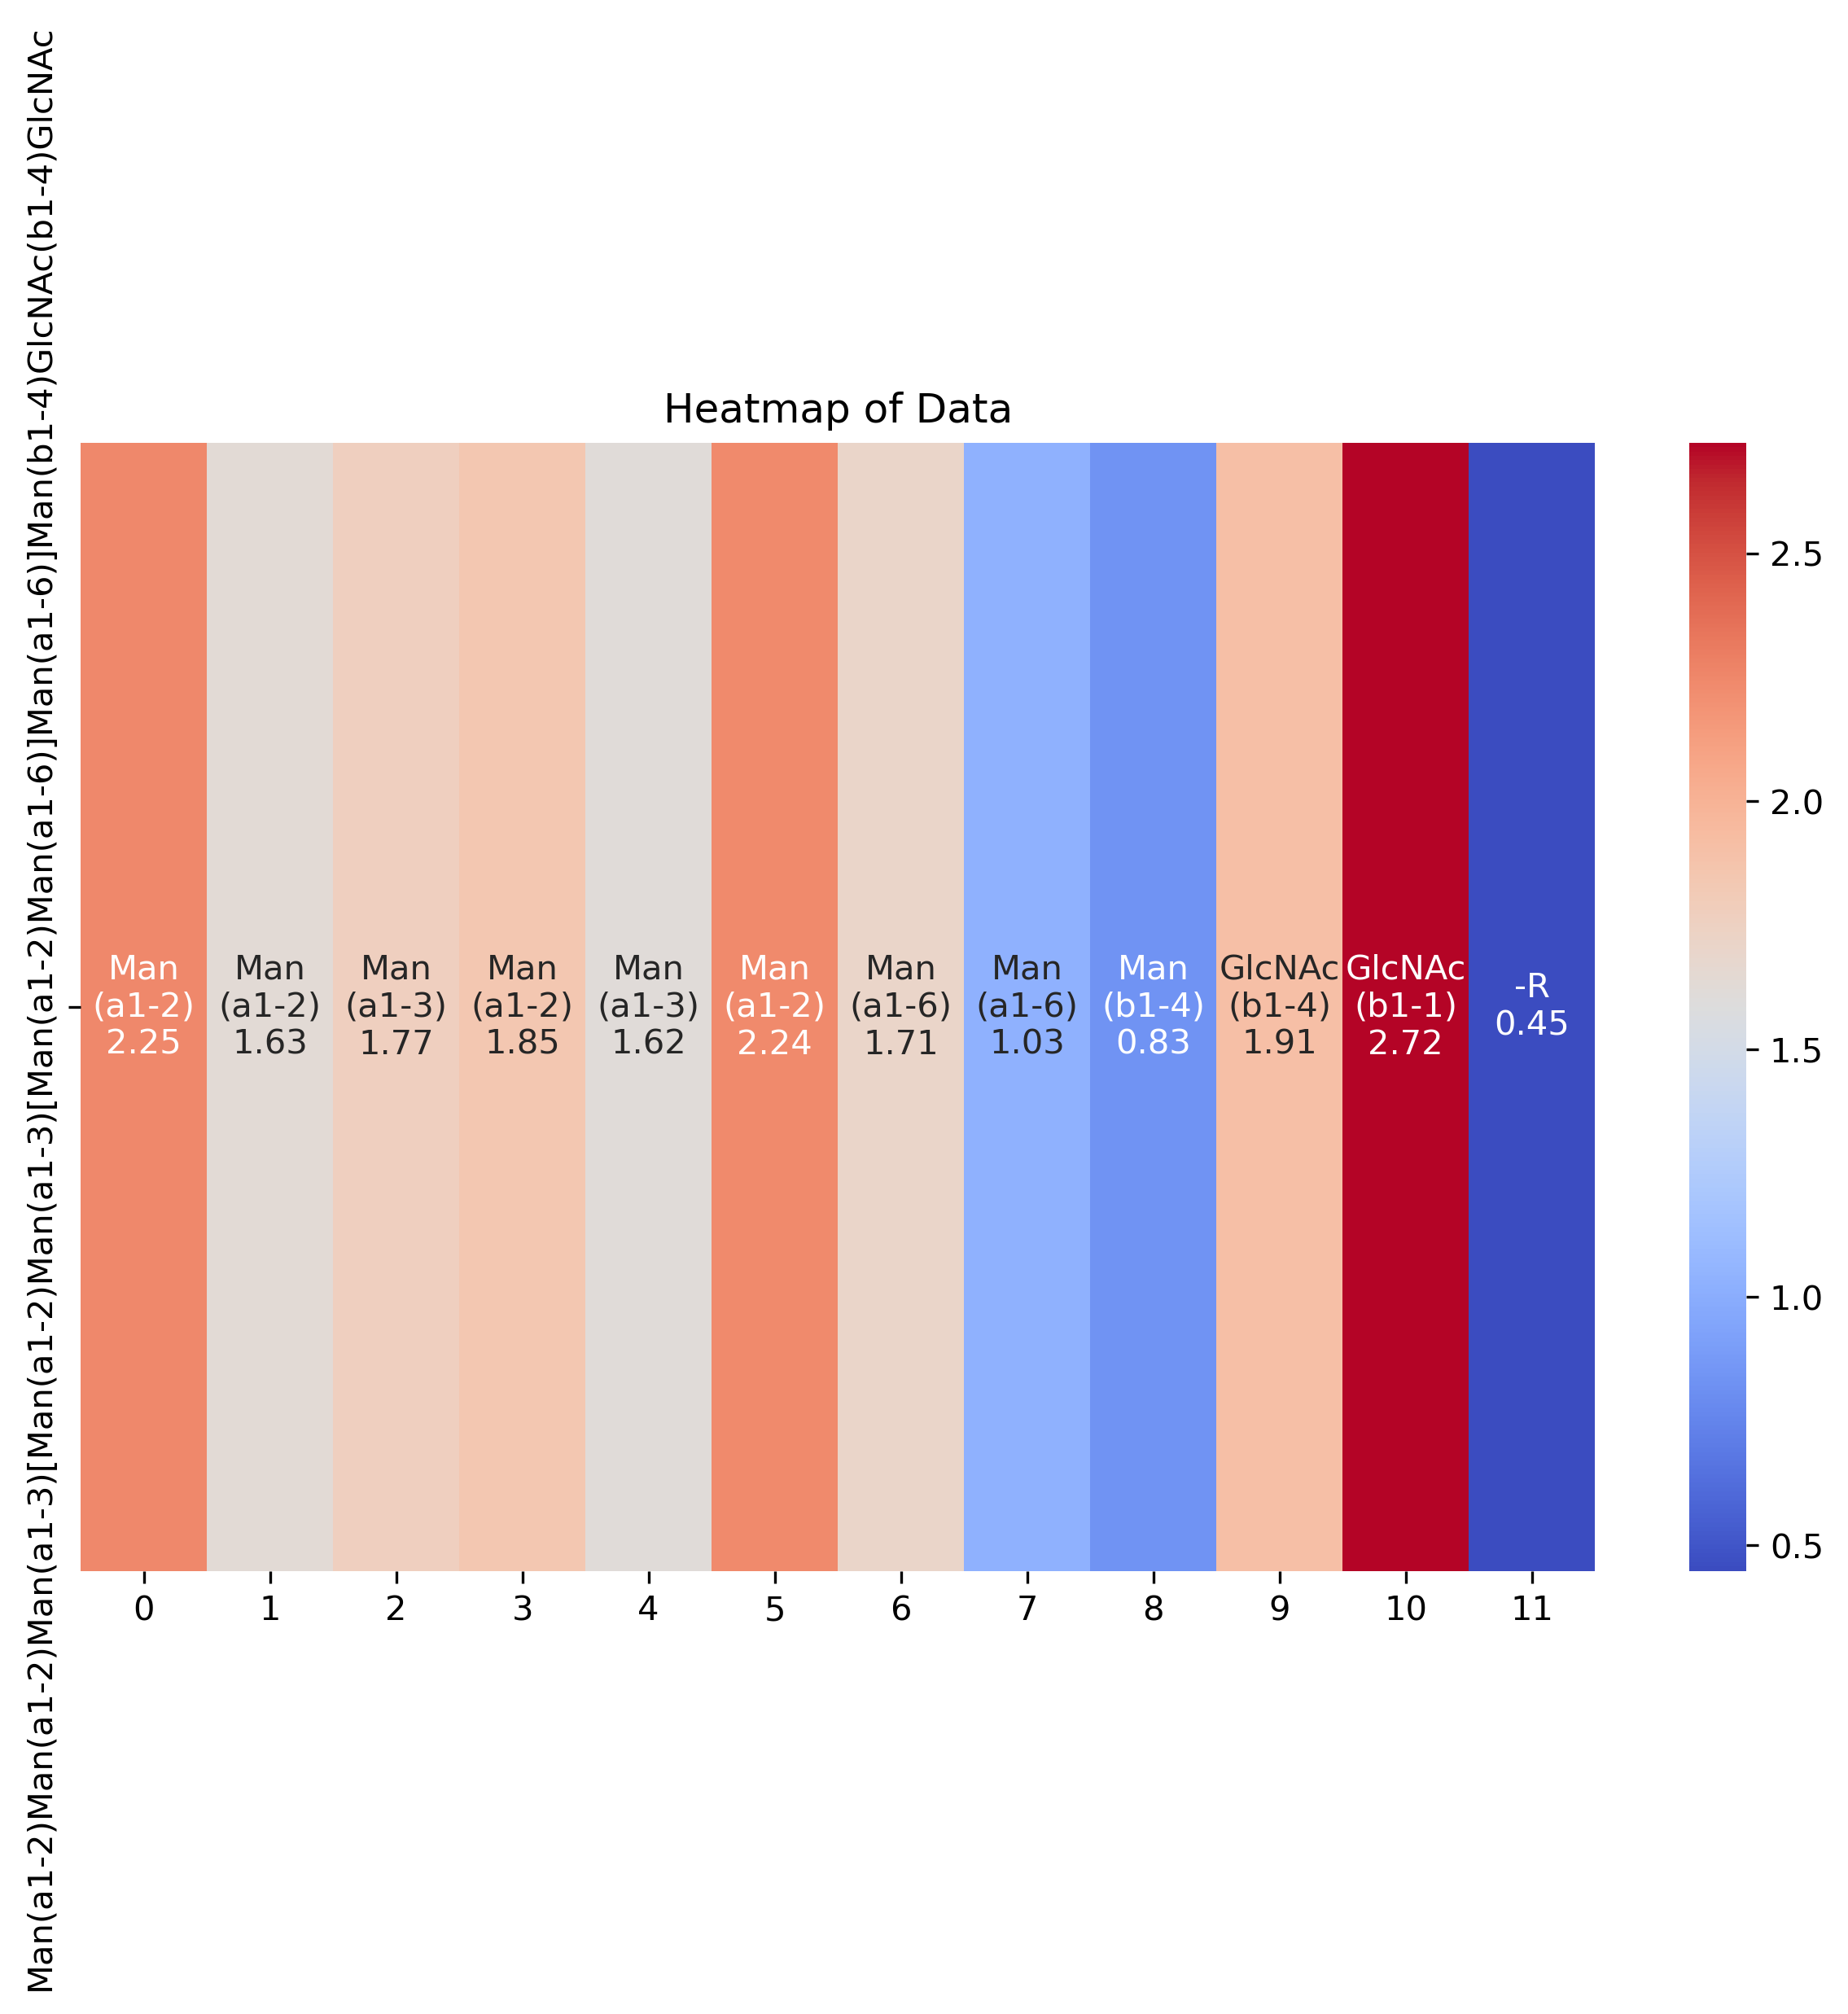 Heatmap of Data
Man(a1-2)Man(a1-2)Man(a1-3)[Man(a1-2)Man(a1-3)[Man(a1-2)Man(a1-6)]Man(a1-6)]Man(b1-4)GlcNAc(b1-4)GlcNAc
Man
(a1-2)
2.25
Man
(a1-2)
1.63
Man
(a1-3)
1.77
Man
(a1-2)
1.85
Man
(a1-3)
1.62
Man
(a1-2)
2.24
Man
(a1-6)
1.71
Man
(a1-6)
1.03
Man
(b1-4)
0.83
GlcNAc
(b1-4)
1.91
GlcNAc
(b1-1)
2.72
-R
0.45
0
1
2
3
4
5
6
7
8
9
10
11
2.5
2.0
1.5
1.0
0.5